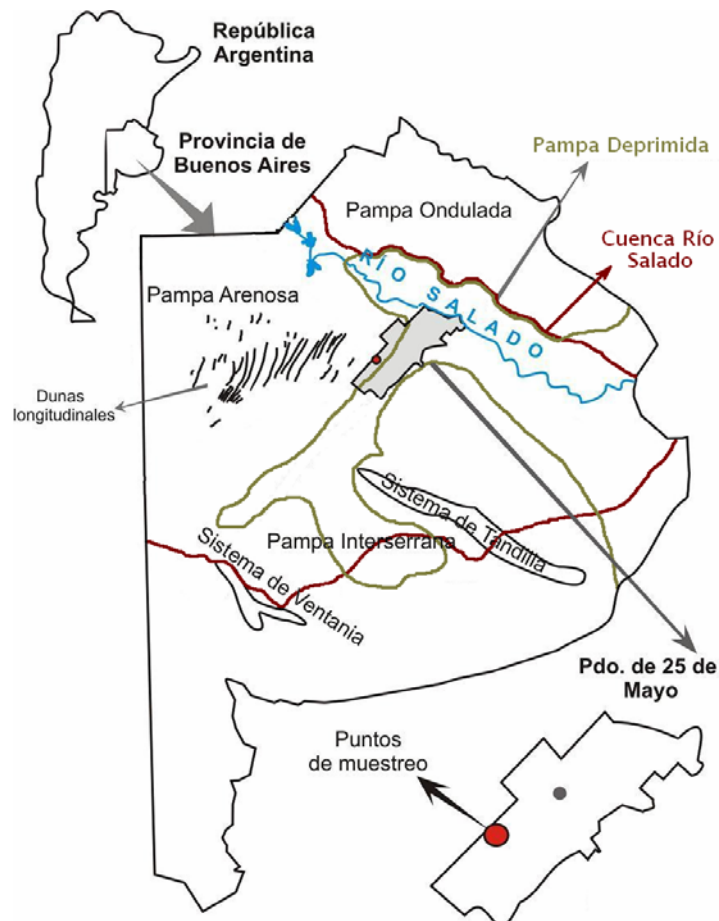 República
Argentina
Provincia de
Buenos Aires
Pampa Deprimida
Pampa Ondulada
Cuenca Río
Salado
RÍO SALADO
Pampa Arenosa
Dunas
longitudinales
Sistema de Tandilla
Pampa Interserrana
Sistema de Ventania
Pdo. de 25 de
Mayo
Puntos
de muestreo